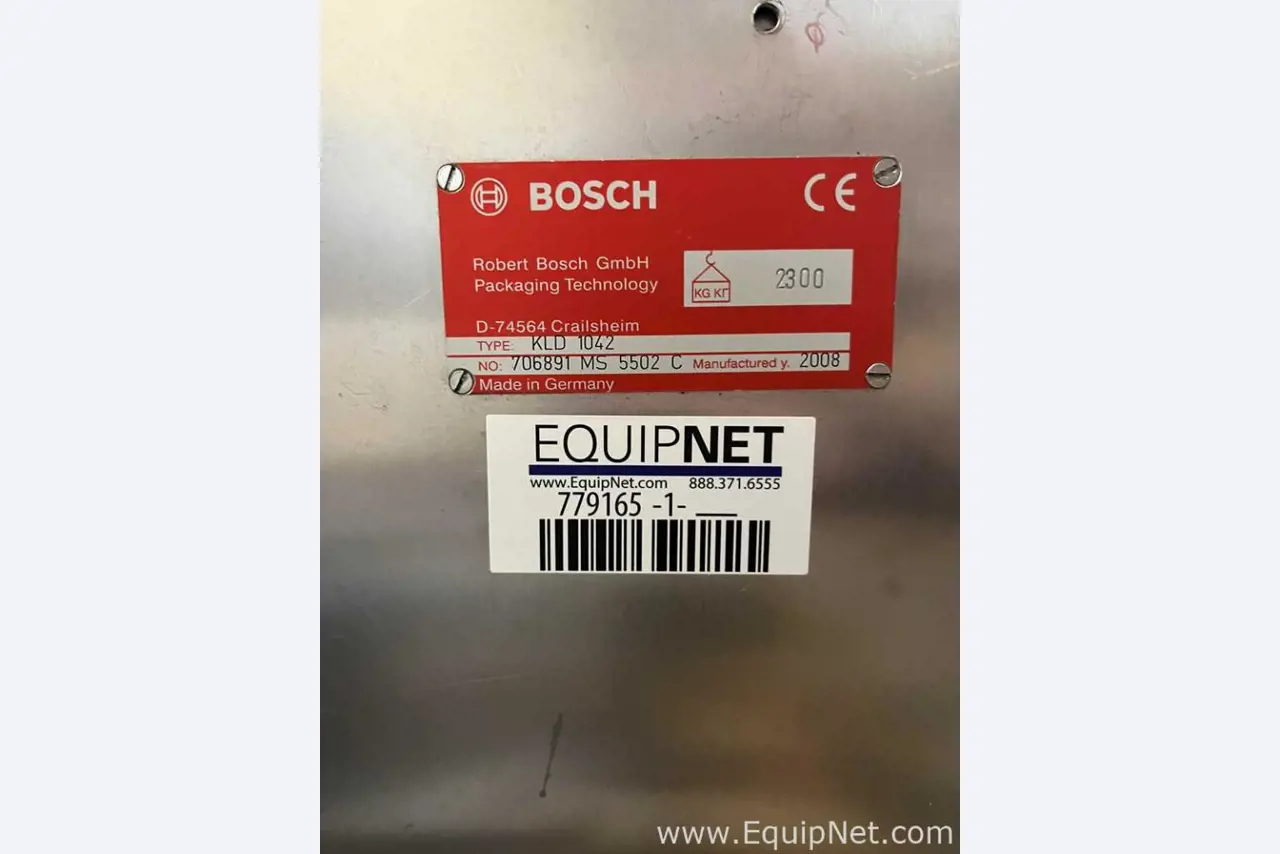 BOSCH CE
Robert Bosch GmbH
Packaging Technology
KG КГ 2300
D-74564 Crailsheim
TYPE: KLD 1042
NO: 706891 MS 5502 C Manufactured y. 2008
Made in Germany
EQUIPNET
www.EquipNet.com 888.371.6555
779165 -1- ___
www.EquipNet.com